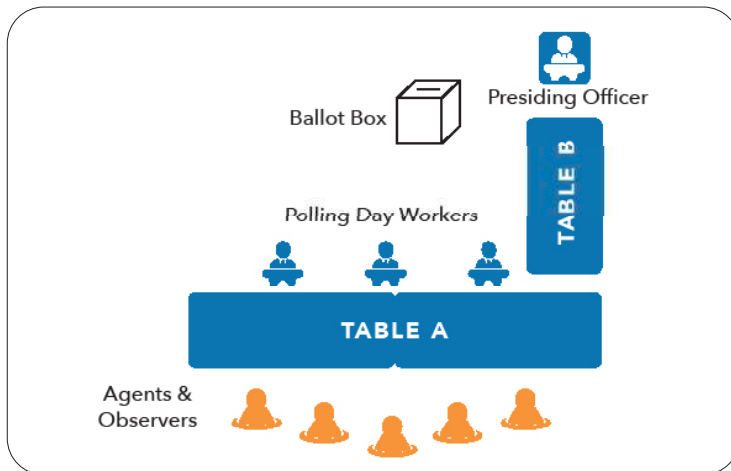 Presiding Officer
Ballot Box
TABLE B
Polling Day Workers
TABLE A
Agents &
Observers